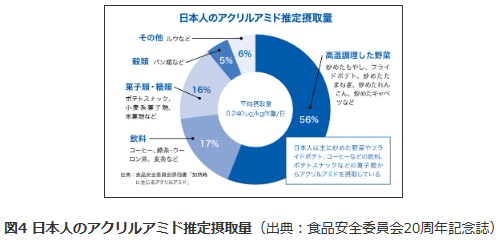 日本人のアクリルアミド推定摂取量
その他 ルウなど
6%
穀類 パン類など
5%
菓子類・糖類
ポテトスナック、
小麦系菓子類、
米菓類など
16%
飲料
コーヒー、緑茶・ウー
ロン茶、麦茶など
17%
平均摂取量
0.240μg/kg体重/日
高温調理した野菜
炒めたもやし、フライ
ドポテト、炒めたた
まねぎ、炒めたれん
こん、炒めたキャベ
ツなど
56%
日本人は主に炒めた野菜やフラ
イドポテト、コーヒーなどの飲料、
ポテトスナックなどの菓子類か
らアクリルアミドを摂取している
出典：食品安全委員会評価書「加熱時
に生じるアクリルアミド」
図4 日本人のアクリルアミド推定摂取量（出典：食品安全委員会20周年記念誌）